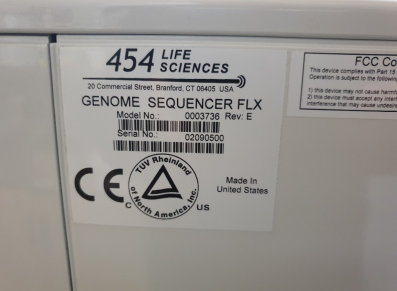 454 LIFE SCIENCES
20 Commercial Street, Branford, CT 06405 USA
GENOME SEQUENCER FLX
Model No.: 0003736 Rev: E
Serial No.: 02090500
CE
TUV Rheinland of North America, Inc.
C US
Made In
United States
FCC Co
This device complies with Part 15
Operation is subject to the following
1) this device may not cause harmf
2) this device must accept any interf
interference that may cause undesire